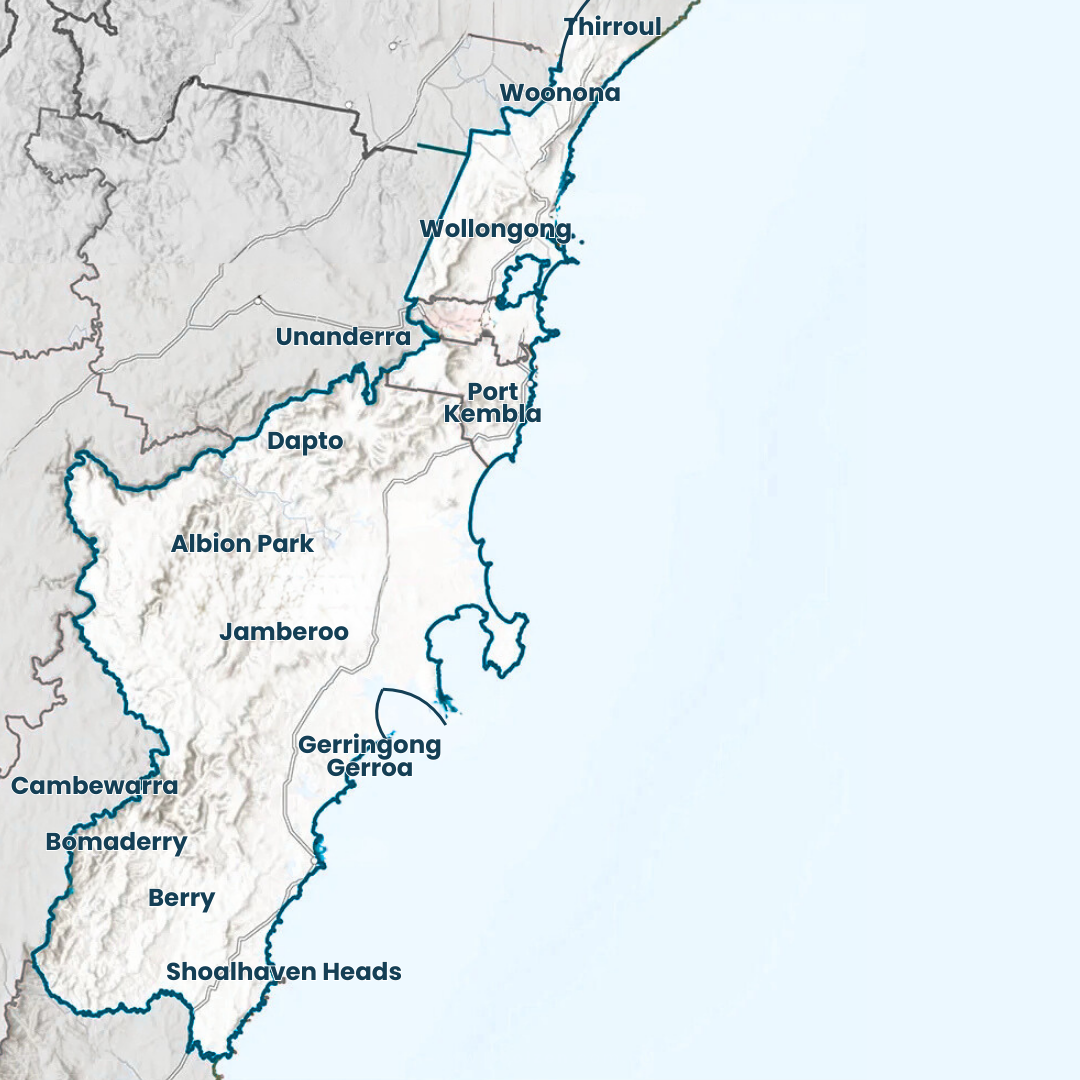 Thirroul
Woonona
Wollongong
Unanderra
Port
Kembla
Dapto
Albion Park
Jamberoo
Gerringong
Gerroa
Cambewarra
Bomaderry
Berry
Shoalhaven Heads